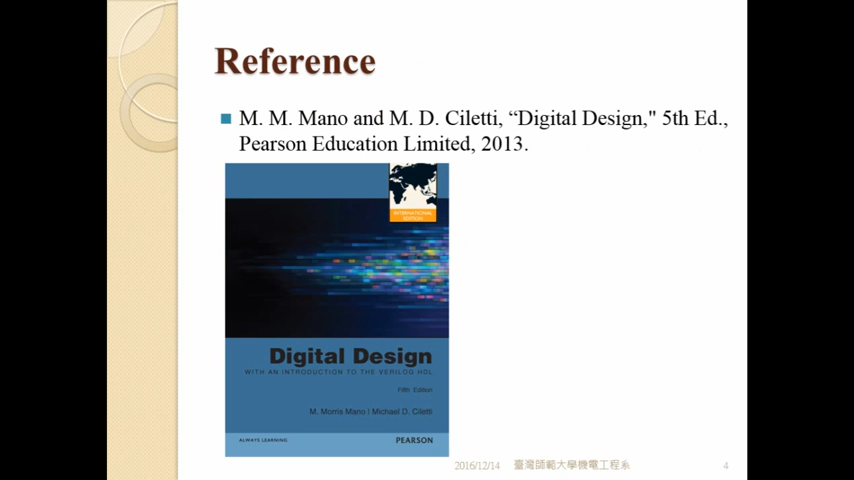 Reference
M. M. Mano and M. D. Ciletti, “Digital Design," 5th Ed.,
Pearson Education Limited, 2013.
INTERNATIONAL
EDITION
Digital Design
WITH AN INTRODUCTION TO THE VERILOG HDL
Fifth Edition
M. Morris Mano | Michael D. Ciletti
ALWAYS LEARNING
PEARSON
2016/12/14
臺灣師範大學機電工程系
4